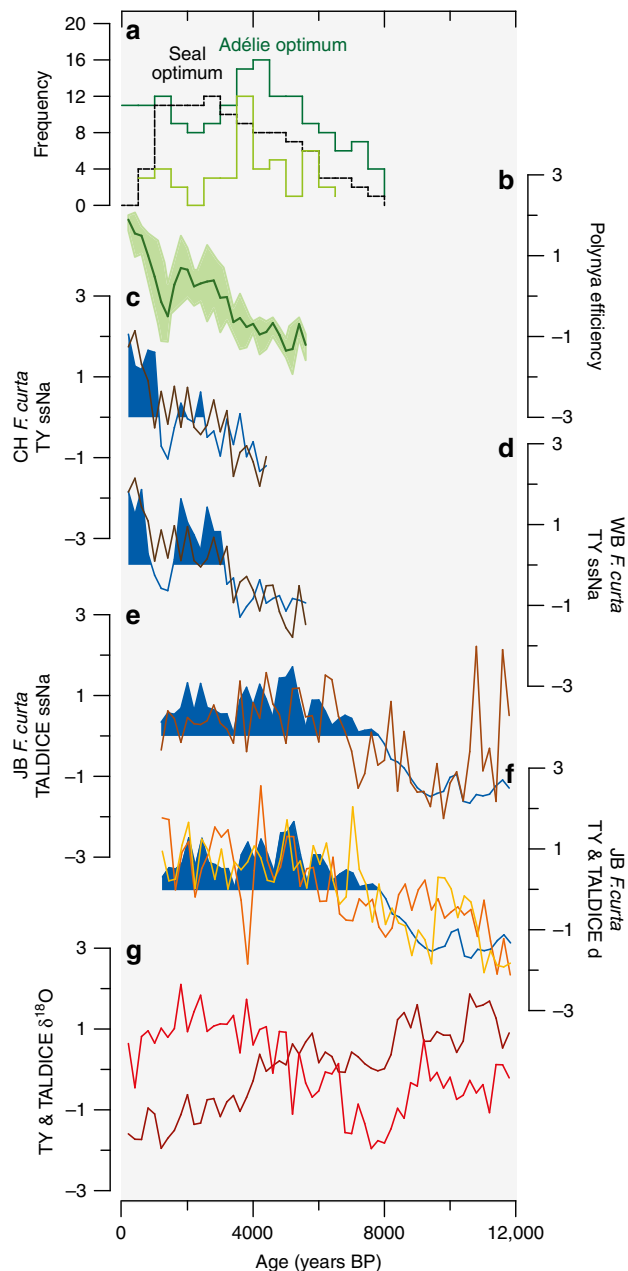 a
20
16
12
8
4
0
Frequency
Seal
optimum
Adélie optimum
b
3
1
−1
−3
Polynya efficiency
c
3
1
−1
−3
CH F. curta
TY ssNa
d
3
1
−1
−3
WB F. curta
TY ssNa
e
3
1
−1
−3
JB F. curta
TALDICE ssNa
f
3
1
−1
−3
JB F.curta
TY & TALDICE d
g
3
1
−1
−3
TY & TALDICE δ18O
0
4000
8000
12,000
Age (years BP)